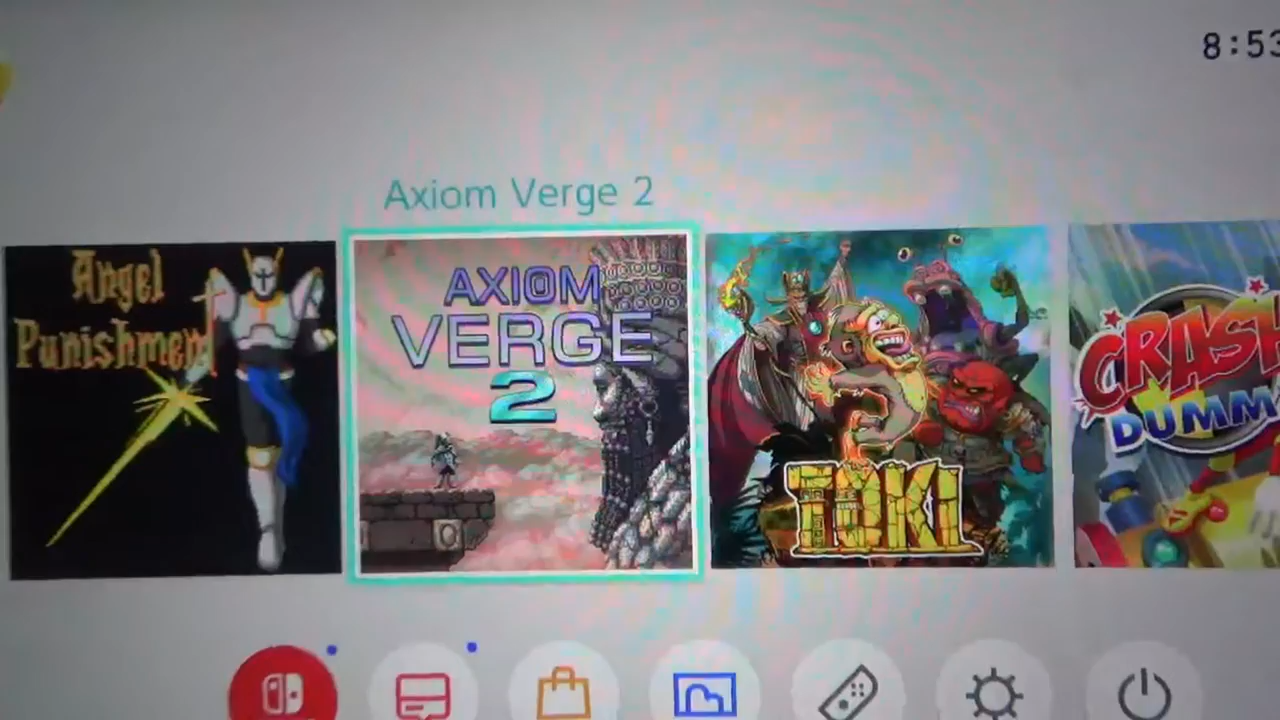 8:53
Axiom Verge 2
Angel
Punishment
AXIOM
VERGE
2
TOKI
CRASH
DUMM